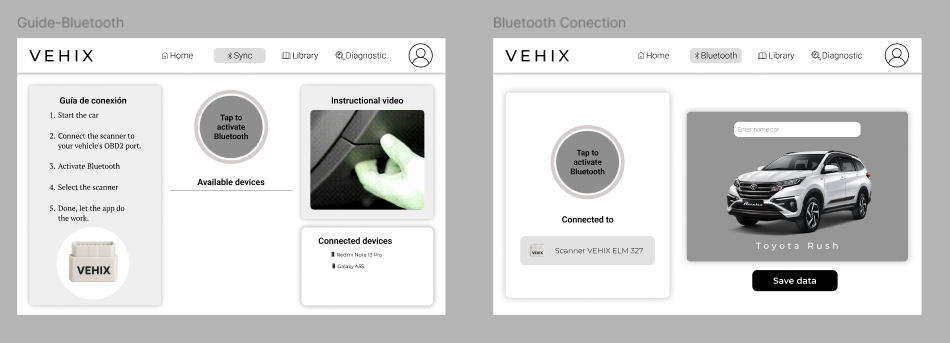 Guide-Bluetooth
VEHIX
Home
Sync
Library
Diagnostic
Guía de conexión
1. Start the car
2. Connect the scanner to
your vehicle's OBD2 port.
3. Activate Bluetooth
4. Select the scanner
5. Done, let the app do
the work.
VEHIX
Tap to
activate
Bluetooth
Available devices
Instructional video
Connected devices
Redmi Note 13 Pro
Galaxy A55
Bluetooth Conection
VEHIX
Home
Bluetooth
Library
Diagnostic
Tap to
activate
Bluetooth
Connected to
VEHIX
Scanner VEHIX ELM 327
Enter name car
Toyota Rush
Save data